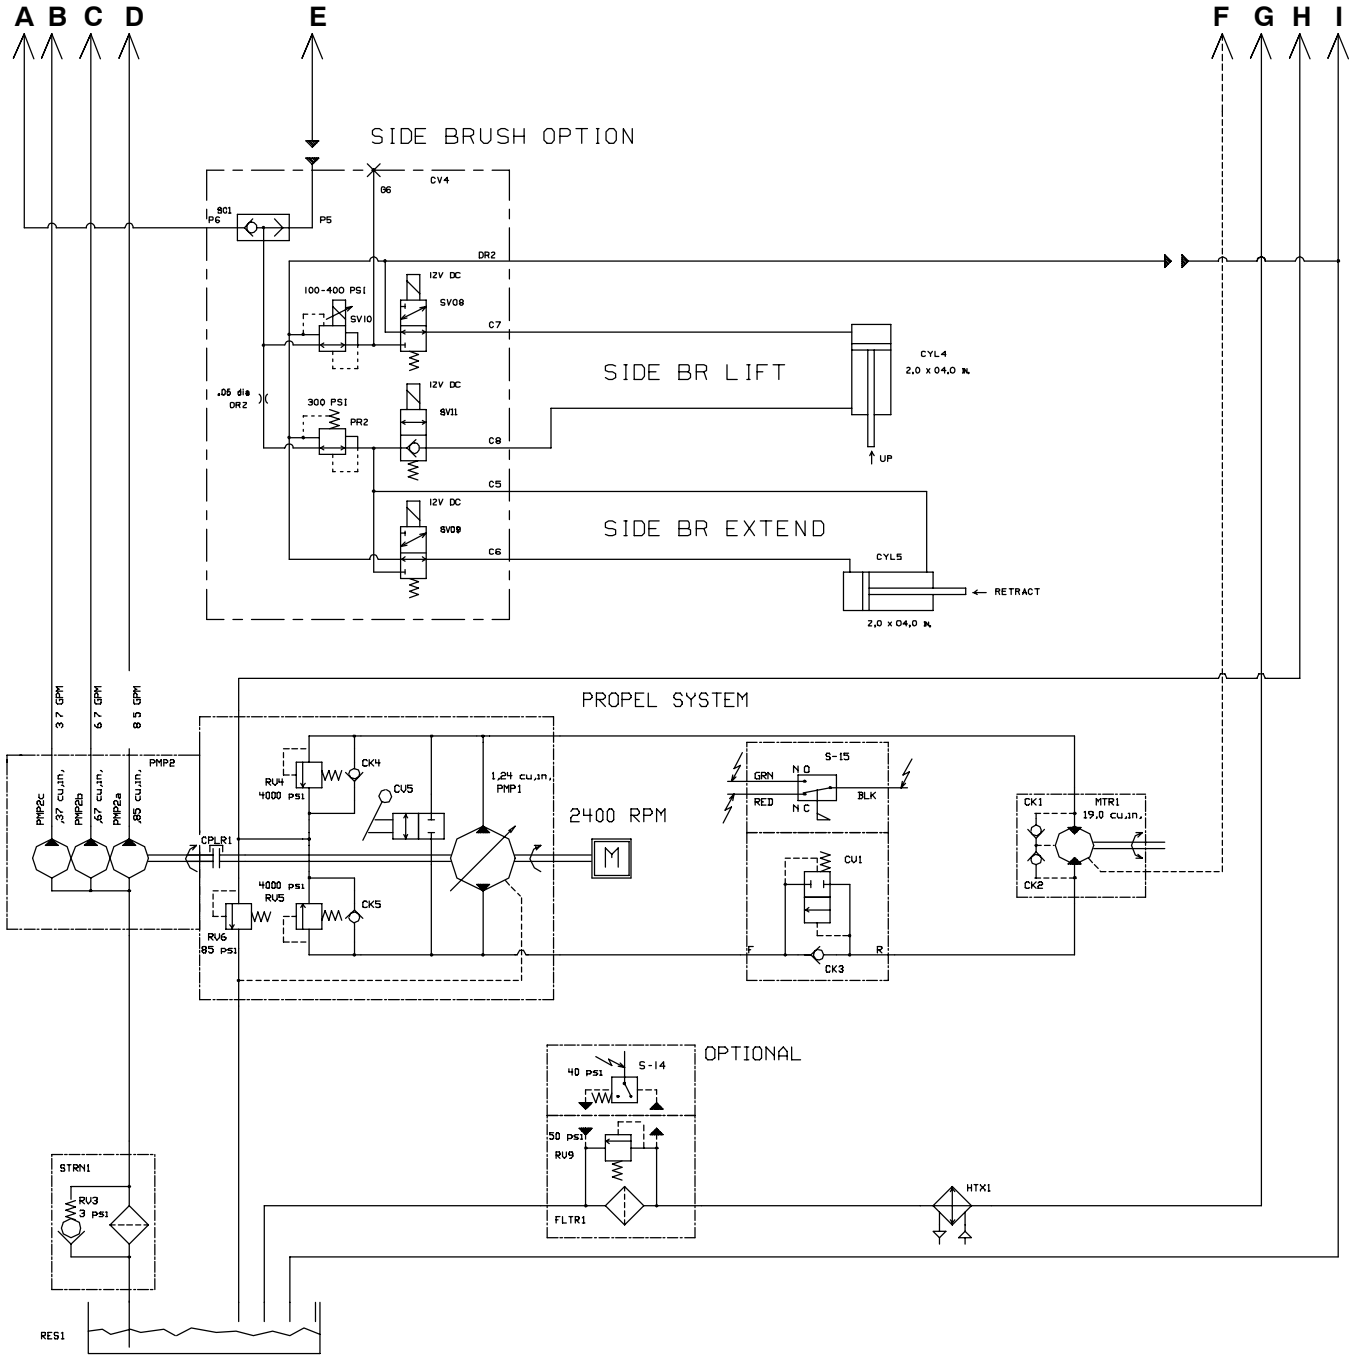 A B C D E F G H I
SIDE BRUSH OPTION
CV4
G6
SC1
P6
P5
DR2
12V DC
100-400 PSI
SV08
SV10
C7
CYL4
SIDE BR LIFT
2,0 x 04,0 IN.
12V DC
.06 dia
OR2
300 PSI
SV11
PR2
C8
UP
C5
12V DC
SIDE BR EXTEND
SV09
C6
CYL5
RETRACT
2,0 x 04,0 IN.
3 7 GPM
6 7 GPM
8 5 GPM
PROPEL SYSTEM
PMP2
S-15
CK4
N O
GRN
RV4
4000 PSI
CV5
1,24 cu,in,
PMP1
PMP2c
,37 cu,in,
PMP2b
,67 cu,in,
PMP2a
,85 cu,in,
RED
BLK
N C
CK1
MTR1
19,0 cu,in,
2400 RPM
CPLR1
M
CV1
4000 PSI
RV5
CK5
CK2
RV6
85 PSI
F
R
CK3
OPTIONAL
S-14
40 PSI
50 PSI
RV9
STRN1
HTX1
RV3
3 PSI
FLTR1
RES1